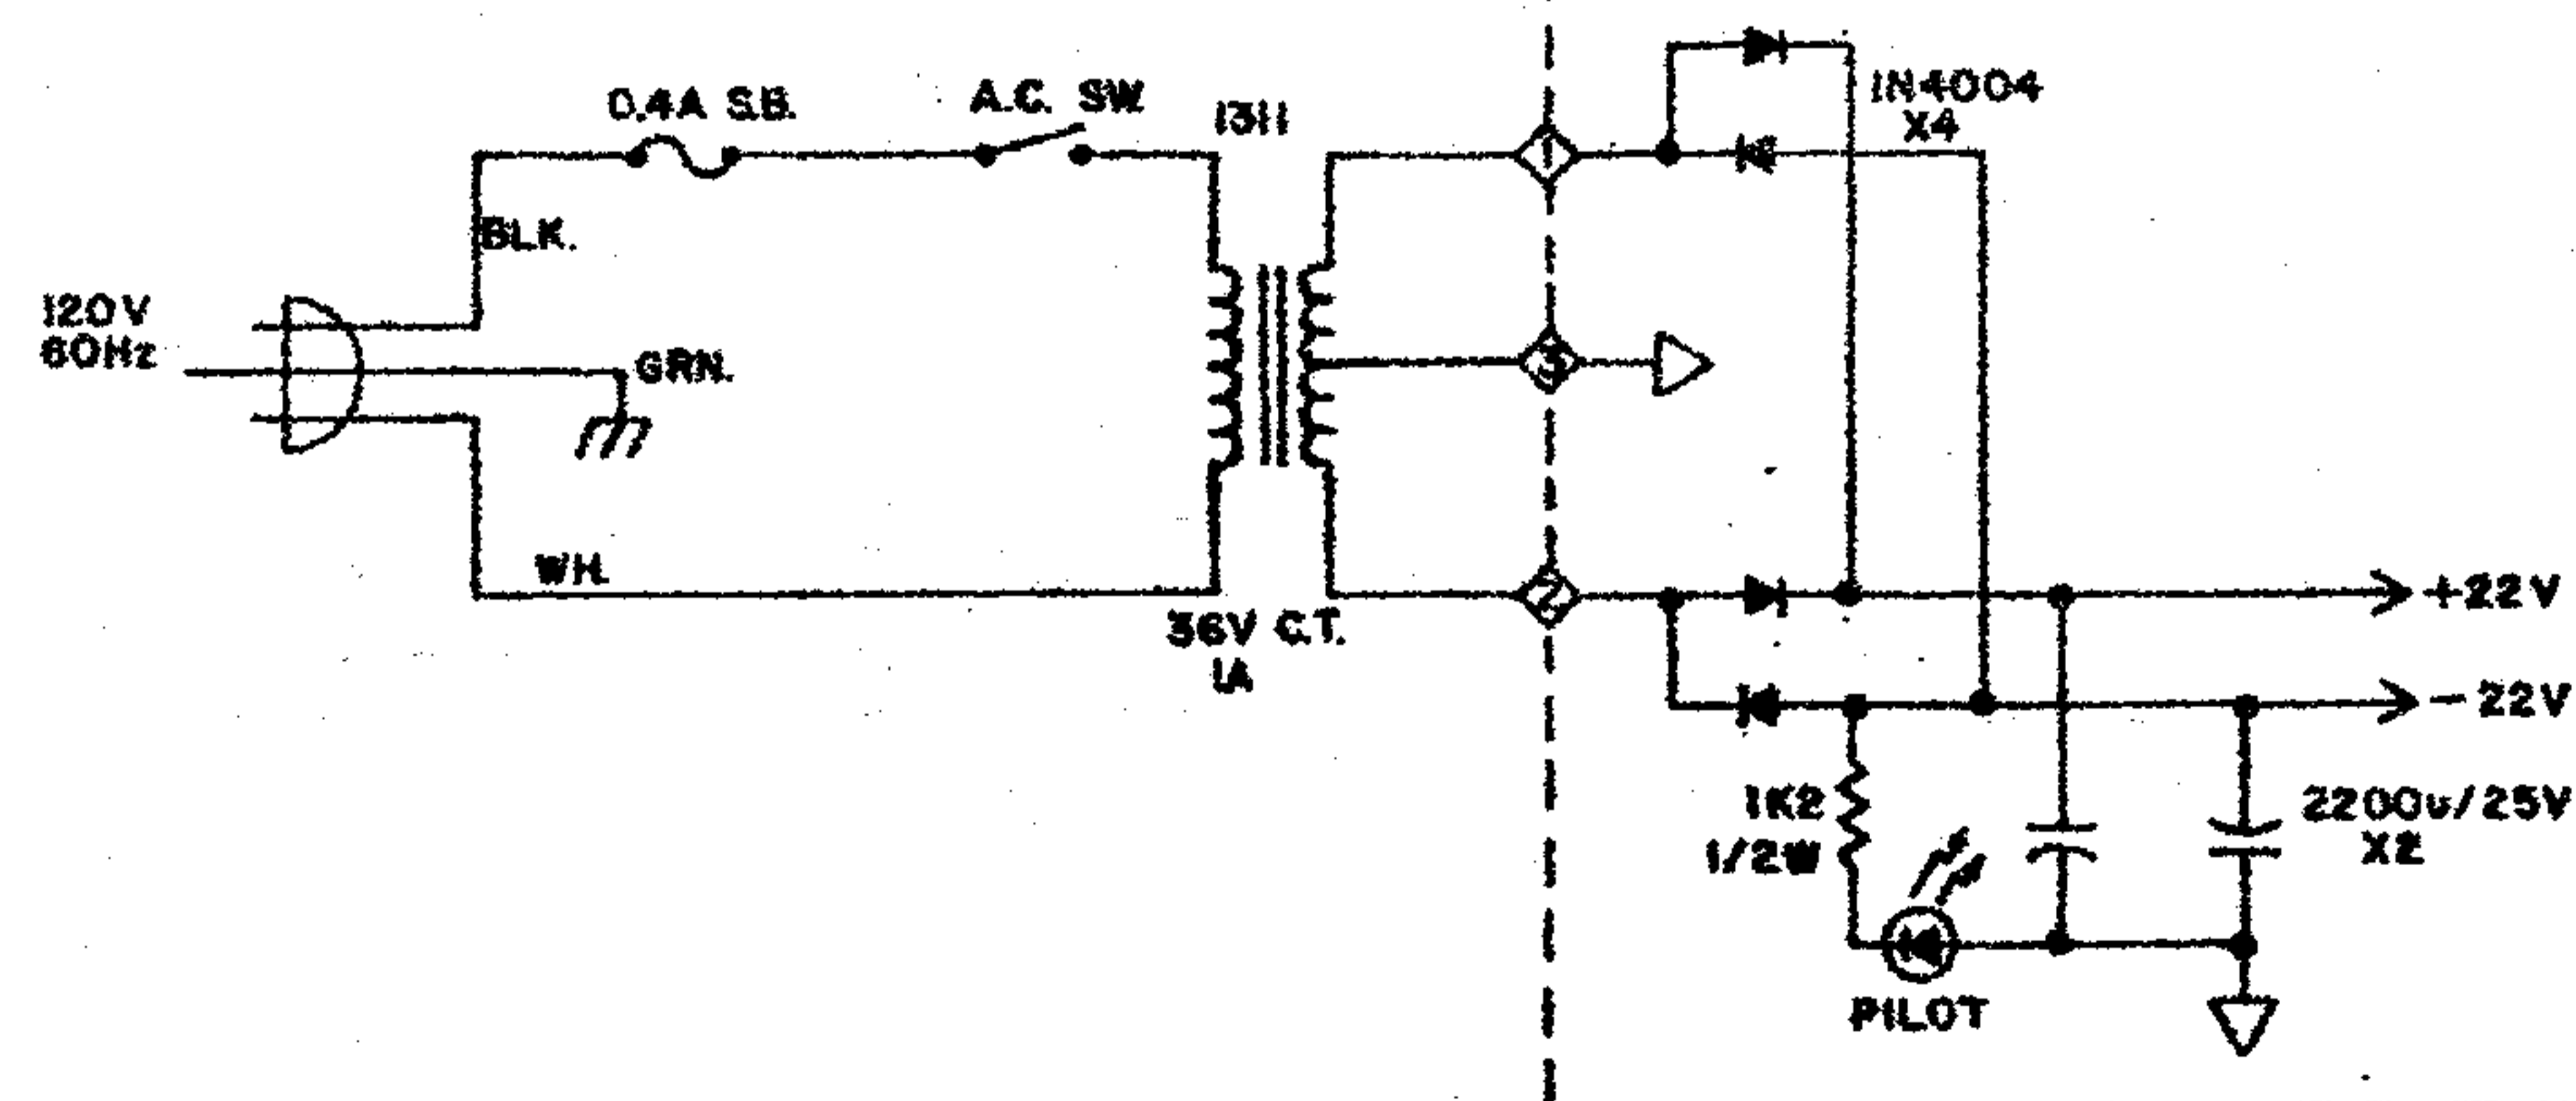 0.4A S.B.
A.C. SW.
1311
1N4004
X4
BLK.
120V
60Hz
GRN.
WH.
36V C.T.
1A
1
3
2
+22V
-22V
1K2
1/2W
2200u/25V
X2
PILOT